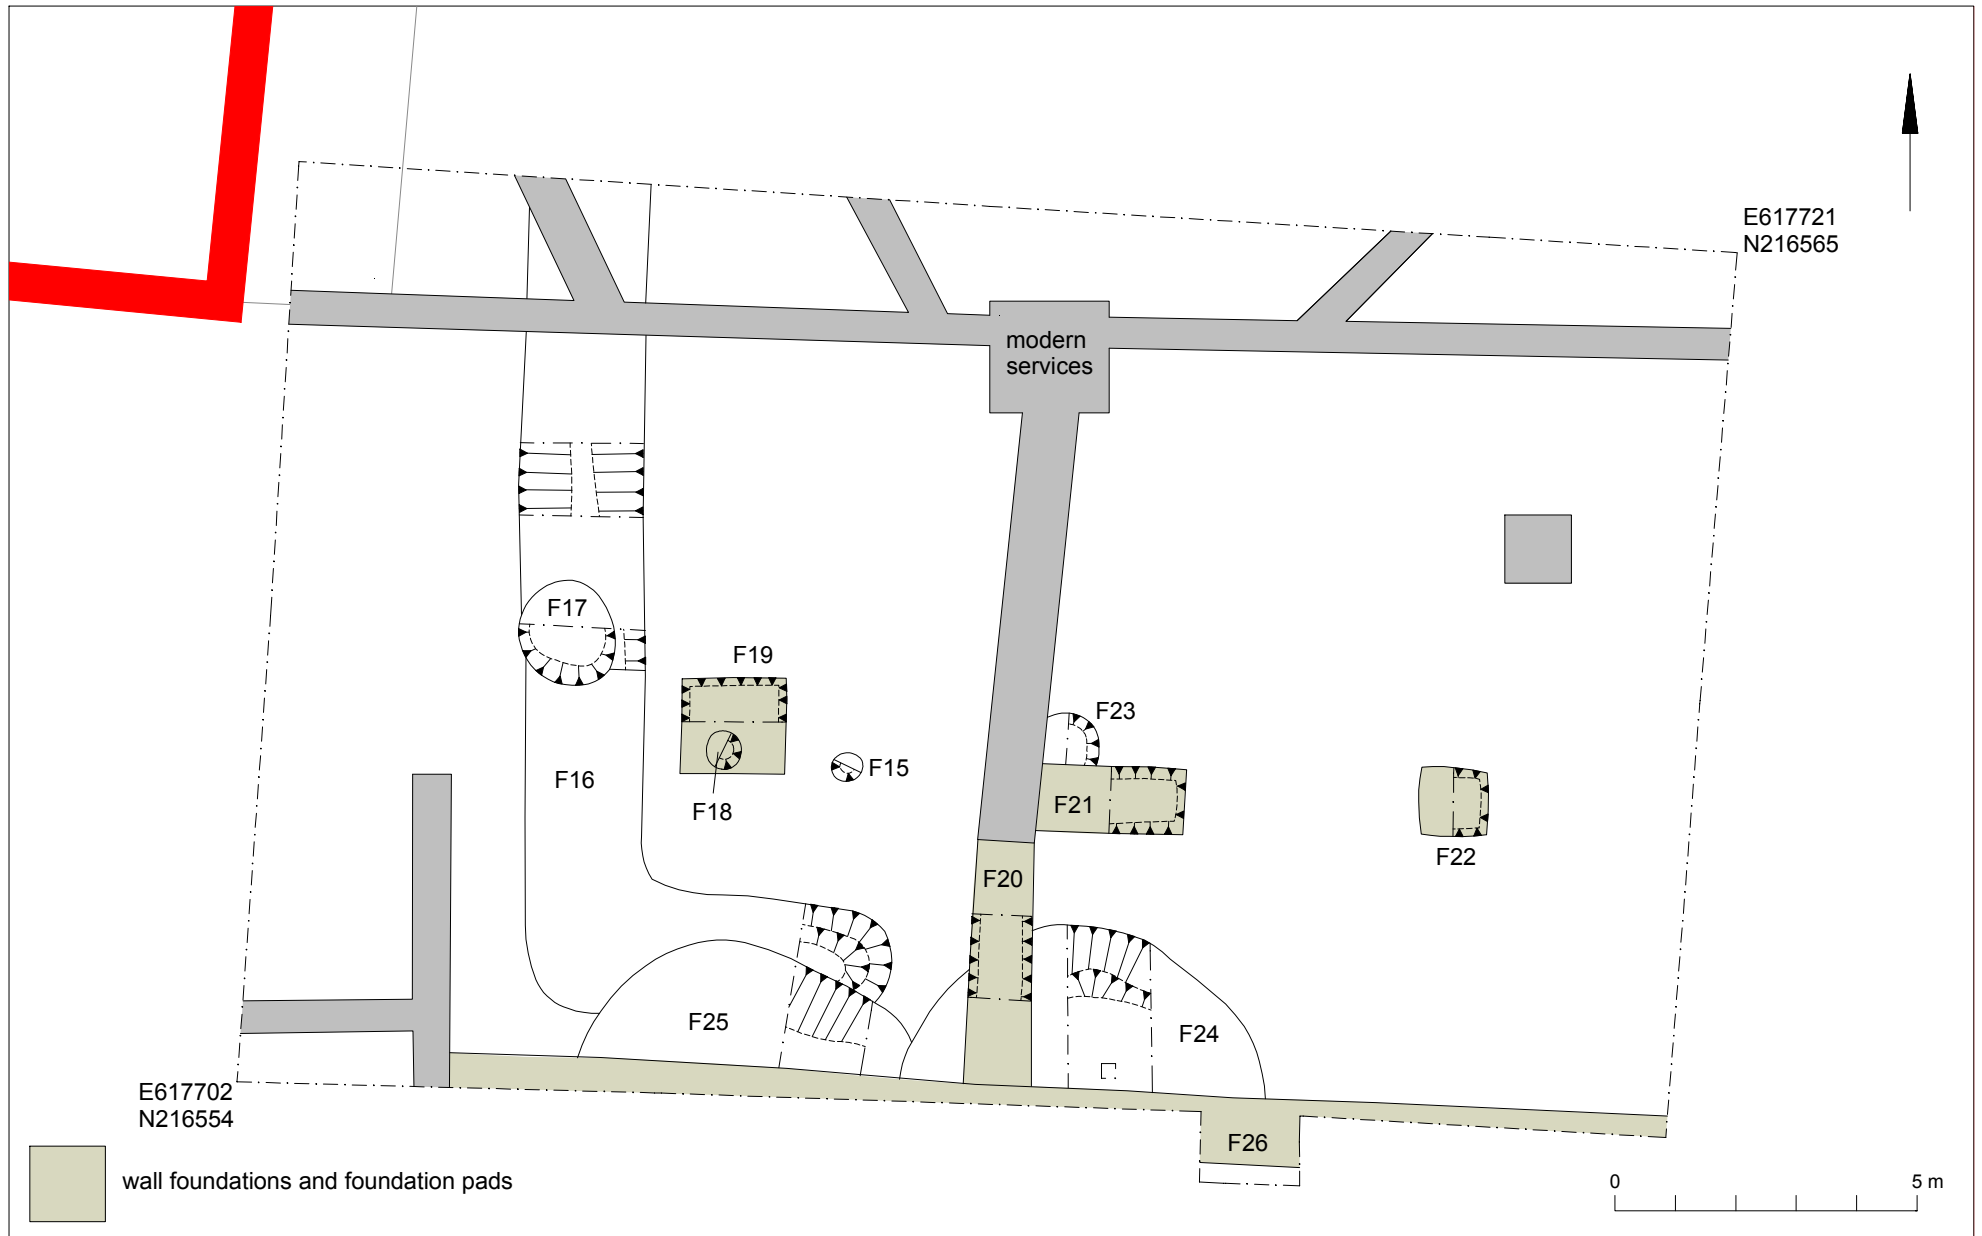 E617721
N216565
modern
services
F17
F19
F23
F15
F16
F21
F18
F22
F20
F25
F24
E617702
N216554
F26
wall foundations and foundation pads
0
5 m